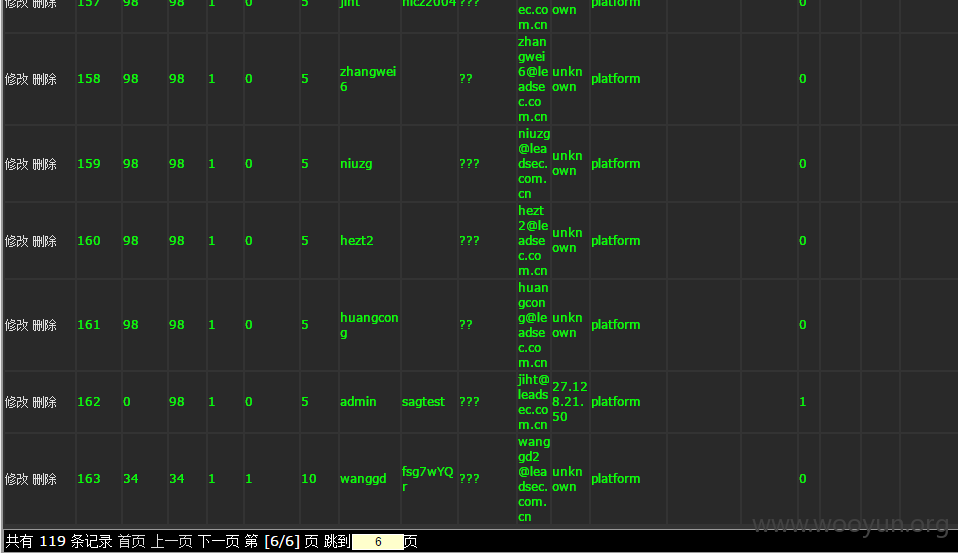 修改 删除 157 98 98 1 0 5 jiht hicz2004 ??? ec.com.cn unknown platform 0
修改 删除 158 98 98 1 0 5 zhangwei6 ?? zhangwei6@leadsec.com.cn unknown platform 0
修改 删除 159 98 98 1 0 5 niuzg ??? niuzg@leadsec.com.cn unknown platform 0
修改 删除 160 98 98 1 0 5 hezt2 ??? hezt2@leadsec.com.cn unknown platform 0
修改 删除 161 98 98 1 0 5 huangcong ?? huangcong@leadsec.com.cn unknown platform 0
修改 删除 162 0 98 1 0 5 admin sagtest ??? jiht@leadsec.com.cn 27.128.21.50 platform 1
修改 删除 163 34 34 1 1 10 wanggd fsg7wYQr ??? wanggd2@leadsec.com.cn unknown platform 0
www.wooyun.org
共有 119 条记录 首页 上一页 下一页 第 [6/6] 页 跳到 6 页